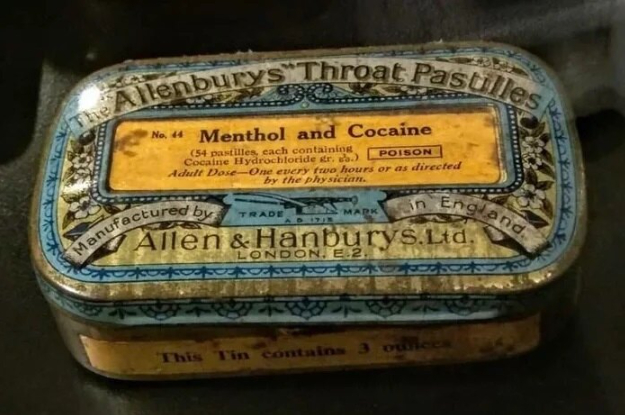 The "Allenburys" Throat Pastilles
No. 44 Menthol and Cocaine
(54 pastilles, each containing
Cocaine Hydrochloride gr. .) POISON
Adult Dose—One every two hours or as directed
by the physician.
Manufactured by TRADE MARK in England.
Allen & Hanburys. Ltd.
LONDON. E.2.
This Tin contains 3 ounces